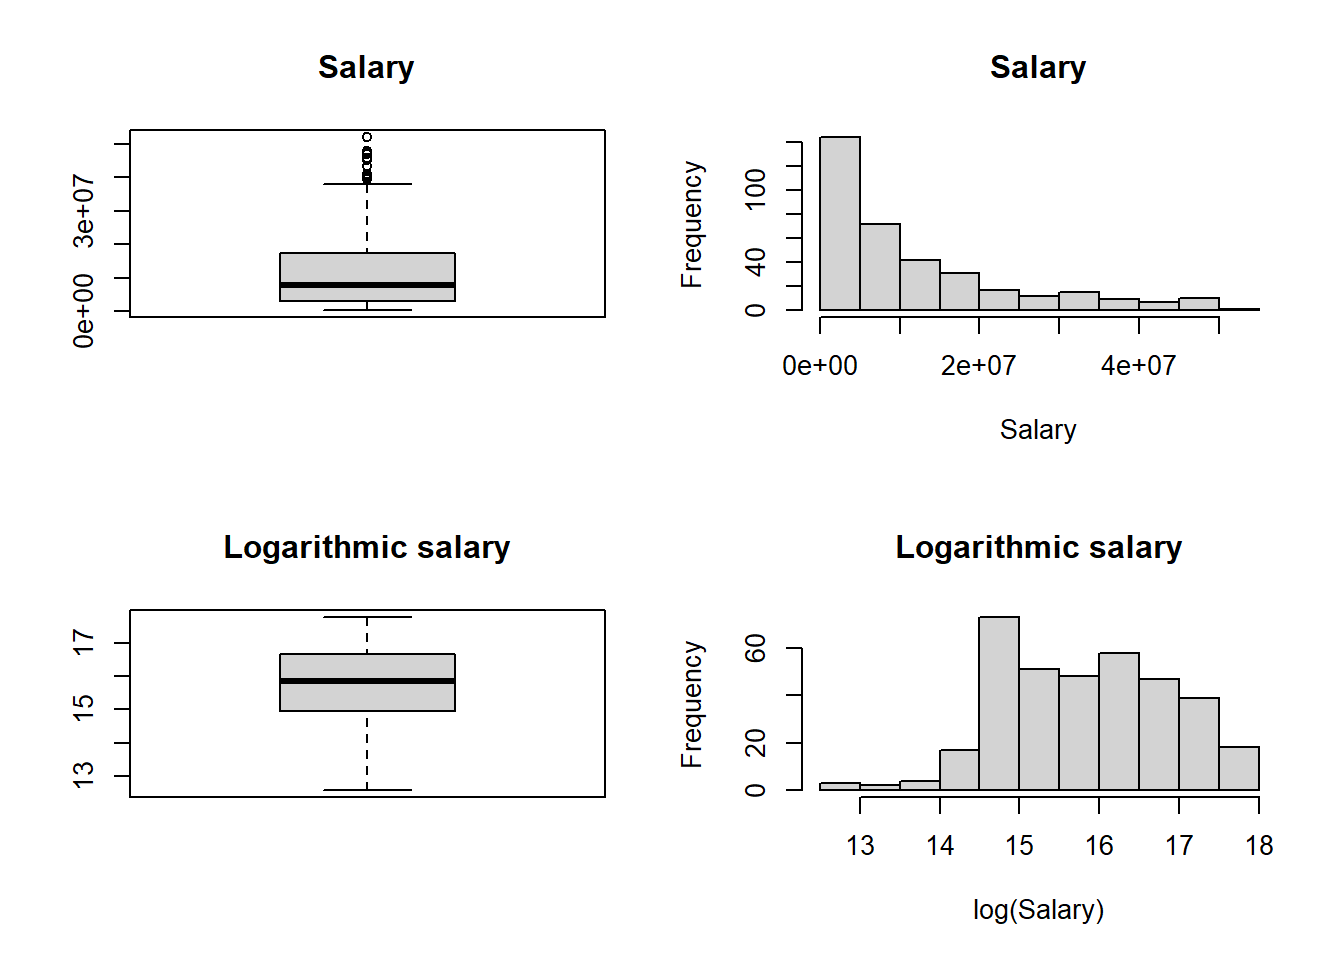 Salary
3e+07
0e+00
Salary
Frequency
100
40
0
0e+00 2e+07 4e+07
Salary
Logarithmic salary
17
15
13
Logarithmic salary
Frequency
60
20
0
13 14 15 16 17 18
log(Salary)